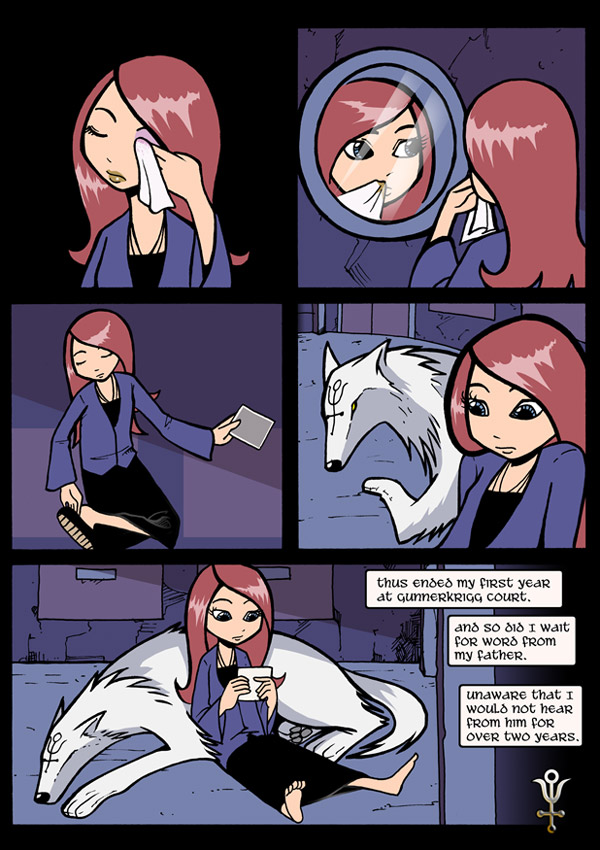 thus ended my first year
at gunnerkrigg court.
and so did i wait
for word from
my father.
unaware that i
would not hear
from him for
over two years.